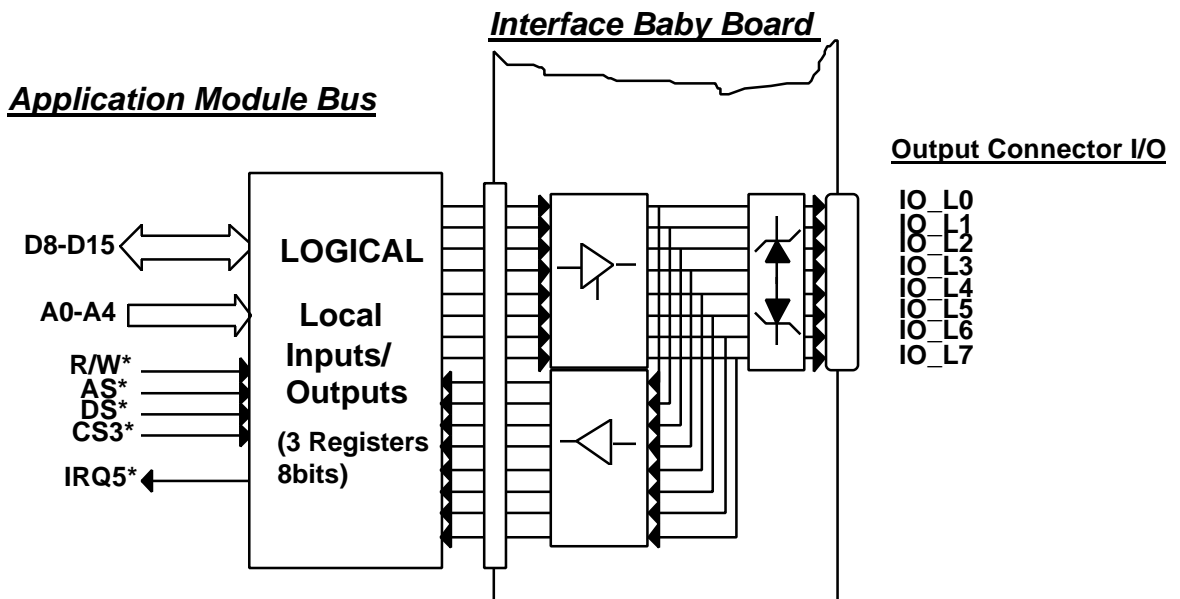 Interface Baby Board
Application Module Bus
Output Connector I/O
D8-D15
A0-A4
R/W*
AS*
DS*
CS3*
IRQ5*
LOGICAL
Local
Inputs/
Outputs
(3 Registers
8bits)
IO_L0
IO_L1
IO_L2
IO_L3
IO_L4
IO_L5
IO_L6
IO_L7